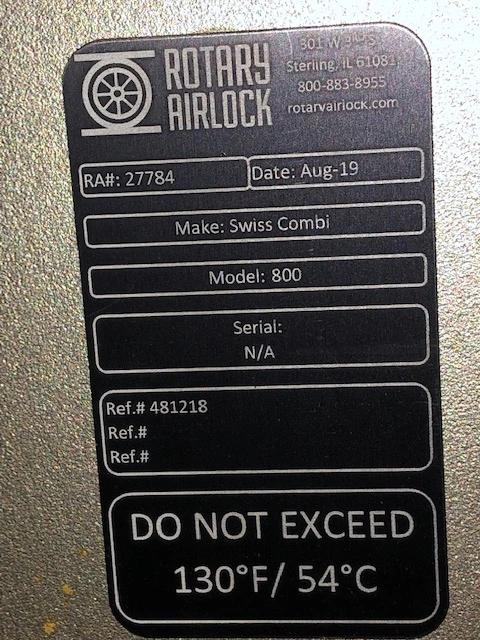 ROTARY
AIRLOCK
301 W
Sterling, IL 61081
800-883-8955
rotaryairlock.com
RA#: 27784
Date: Aug-19
Make: Swiss Combi
Model: 800
Serial:
N/A
Ref.# 481218
Ref.#
Ref.#
DO NOT EXCEED
130°F/ 54°C